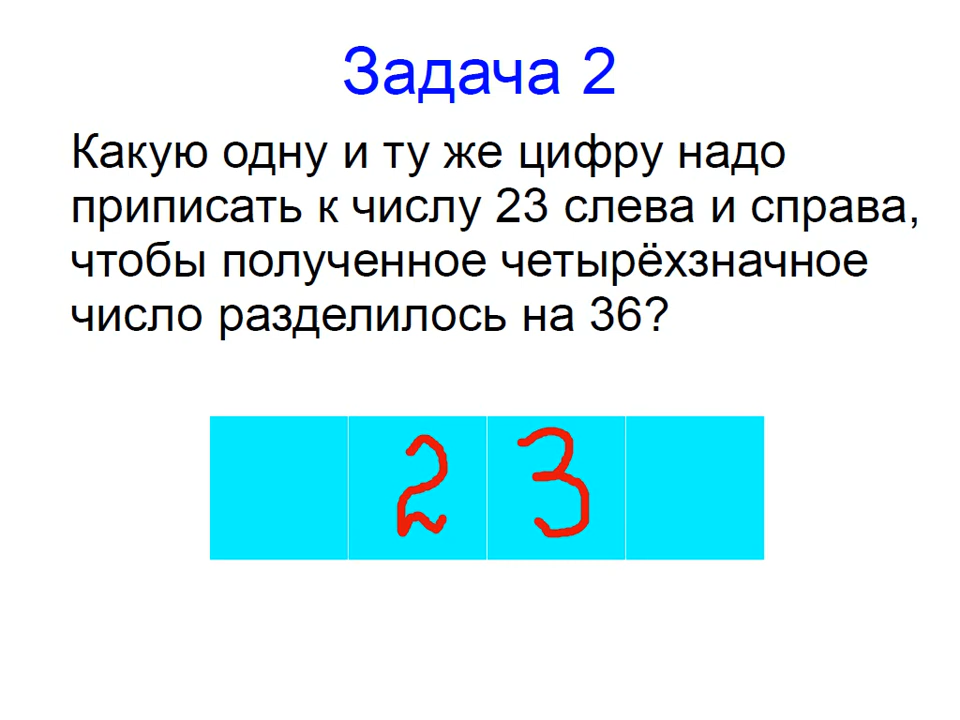 Задача 2
Какую одну и ту же цифру надо
приписать к числу 23 слева и справа,
чтобы полученное четырёхзначное
число разделилось на 36?
2 3